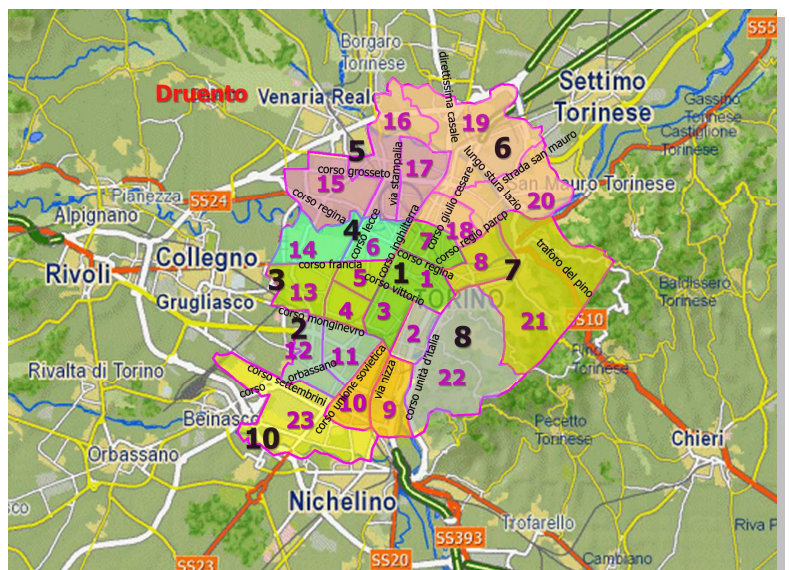 SS5
Borgaro
Torinese
Settimo
Torinese
Druento
Venaria Reale
direttissima casale
Gassino
Torinese
Castiglione
Torinese
16
19
5
6
strada san mauro
lungo stura lazio
17
via stampalia
corso grosseto
15
corso giulio cesare
San Mauro Torinese
Pianezza
SS24
20
Alpignano
corso regina
corso lecce
corso inghilterra
4
7
18
corso regio parco
Collegno
14
6
8
traforo del pino
Rivoli
corso francia
corso regina
1
1
7
3
5
corso vittorio
Baldissero
Torinese
Grugliasco
13
4
3
TORINO
corso monginevro
2
21
SS10
2
8
12
11
Pino
Torinese
Rivalta di Torino
orbassano
corso settembrini
corso
corso unione sovietica
via nizza
corso unità d'italia
22
Beinasco
23
10
9
10
Pecetto
Torinese
Chieri
Orbassano
Nichelino
Trofarello
Riva P
sco
SS393
SS23
SS20
Cambiano